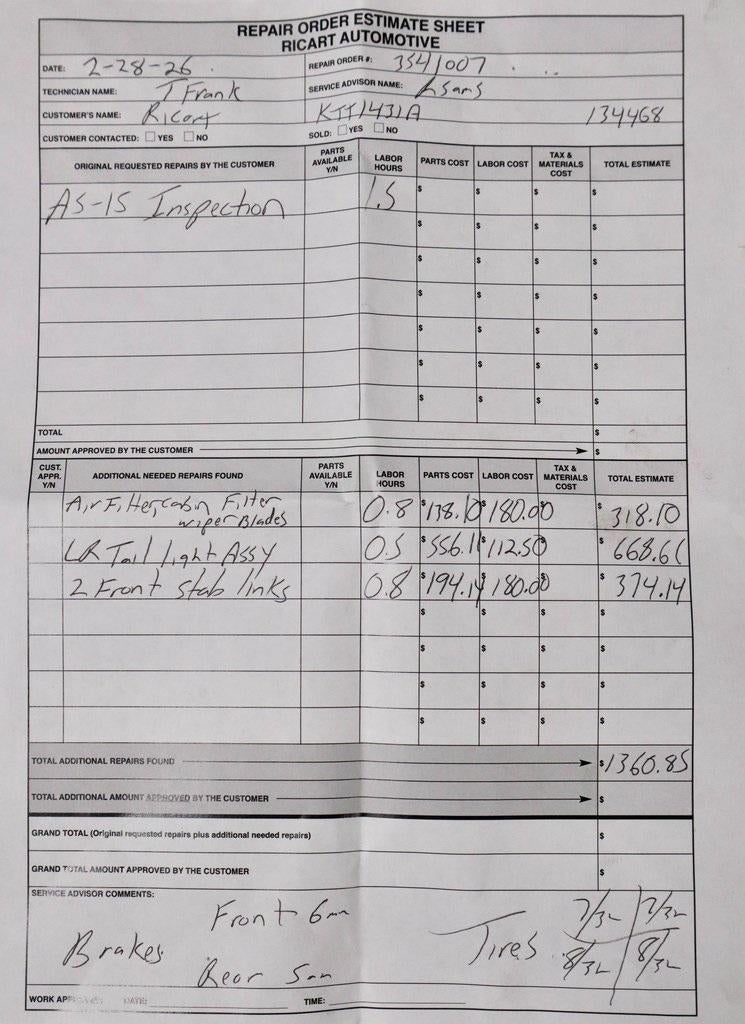 REPAIR ORDER ESTIMATE SHEET
RICART AUTOMOTIVE
DATE: 2-28-26 REPAIR ORDER #: 3541007
TECHNICIAN NAME: T Frank SERVICE ADVISOR NAME: Asams
CUSTOMER'S NAME: Ricart KTT1431A 134468
CUSTOMER CONTACTED: YES NO SOLD: YES NO
ORIGINAL REQUESTED REPAIRS BY THE CUSTOMER PARTS AVAILABLE Y/N LABOR HOURS PARTS COST LABOR COST TAX & MATERIALS COST TOTAL ESTIMATE
AS-IS Inspection 1.5 $ $ $ $
$ $ $ $
$ $ $ $
$ $ $ $
$ $ $ $
$ $ $ $
$ $ $ $
TOTAL $
AMOUNT APPROVED BY THE CUSTOMER $
CUST. APPR. Y/N ADDITIONAL NEEDED REPAIRS FOUND PARTS AVAILABLE Y/N LABOR HOURS PARTS COST LABOR COST TAX & MATERIALS COST TOTAL ESTIMATE
Air Filter, Cabin Filter
wiper Blades 0.8 $138.10 $180.00 $ $318.10
LR Tail light Assy 0.5 $556.11 $112.50 $ $668.61
2 Front stab links 0.8 $194.14 $180.00 $ $374.14
$ $ $ $
$ $ $ $
$ $ $ $
$ $ $ $
TOTAL ADDITIONAL REPAIRS FOUND $1360.85
TOTAL ADDITIONAL AMOUNT APPROVED BY THE CUSTOMER $
GRAND TOTAL (Original requested repairs plus additional needed repairs) $
GRAND TOTAL AMOUNT APPROVED BY THE CUSTOMER $
SERVICE ADVISOR COMMENTS:
Front 6mm 7/32 7/32
Brakes Tires
Rear 5mm 8/32 8/32
WORK DATE: TIME: